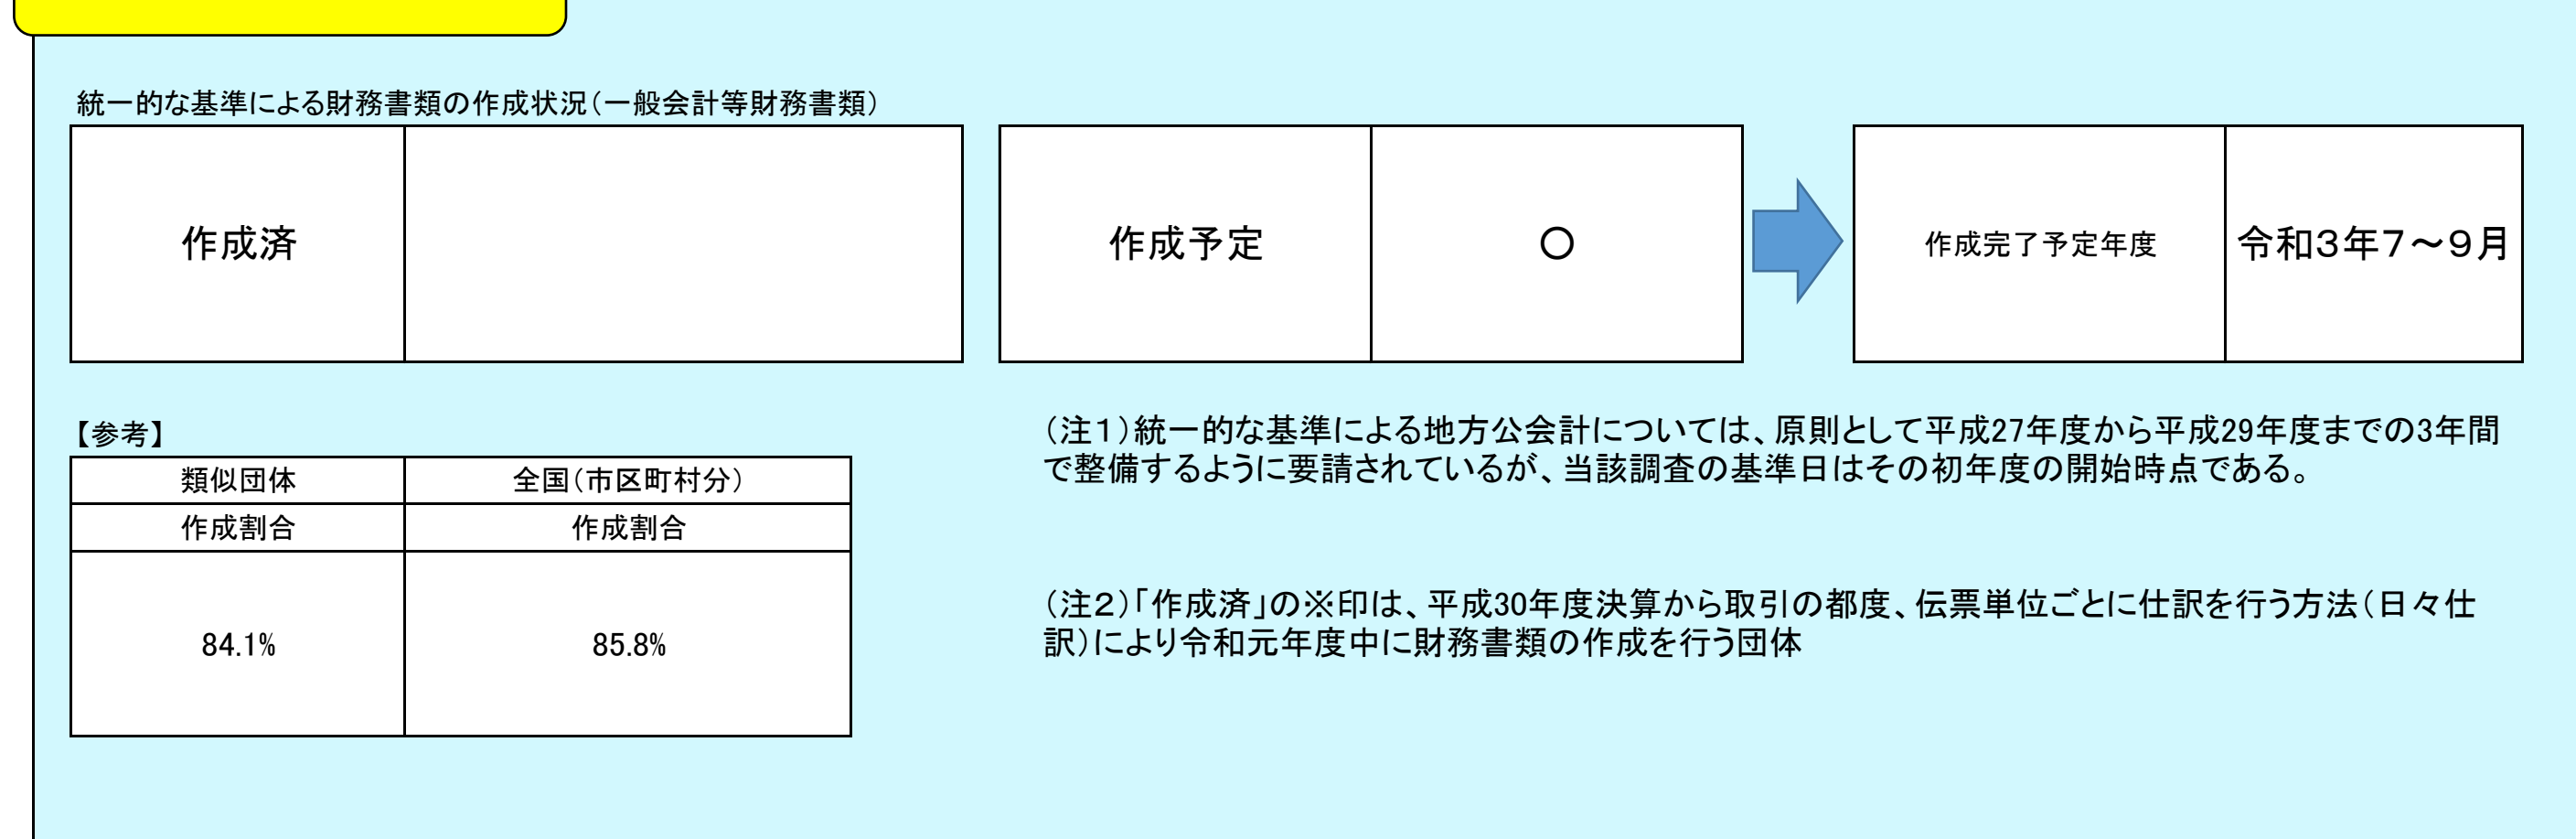 統一的な基準による財務書類の作成状況（一般会計等財務書類）
作成済
作成予定
〇
作成完了予定年度
令和３年７～９月
【参考】
類似団体
全国（市区町村分）
作成割合
作成割合
84.1%
85.8%
（注１）統一的な基準による地方公会計については、原則として平成27年度から平成29年度までの3年間
で整備するように要請されているが、当該調査の基準日はその初年度の開始時点である。
（注２）「作成済」の※印は、平成30年度決算から取引の都度、伝票単位ごとに仕訳を行う方法（日々仕
訳）により令和元年度中に財務書類の作成を行う団体